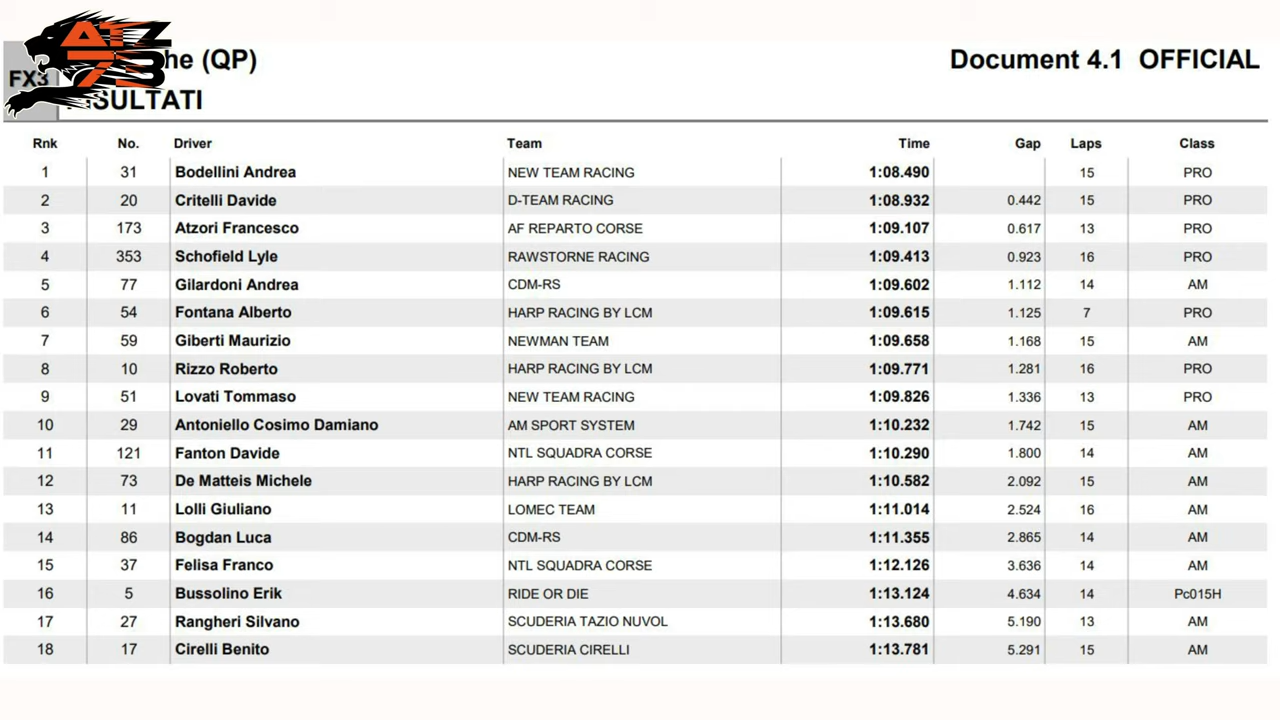 ATZ
73
FX3
he (QP)
SULTATI
Document 4.1 OFFICIAL
Rnk No. Driver Team Time Gap Laps Class
1 31 Bodellini Andrea NEW TEAM RACING 1:08.490 15 PRO
2 20 Critelli Davide D-TEAM RACING 1:08.932 0.442 15 PRO
3 173 Atzori Francesco AF REPARTO CORSE 1:09.107 0.617 13 PRO
4 353 Schofield Lyle RAWSTORNE RACING 1:09.413 0.923 16 PRO
5 77 Gilardoni Andrea CDM-RS 1:09.602 1.112 14 AM
6 54 Fontana Alberto HARP RACING BY LCM 1:09.615 1.125 7 PRO
7 59 Giberti Maurizio NEWMAN TEAM 1:09.658 1.168 15 AM
8 10 Rizzo Roberto HARP RACING BY LCM 1:09.771 1.281 16 PRO
9 51 Lovati Tommaso NEW TEAM RACING 1:09.826 1.336 13 PRO
10 29 Antoniello Cosimo Damiano AM SPORT SYSTEM 1:10.232 1.742 15 AM
11 121 Fanton Davide NTL SQUADRA CORSE 1:10.290 1.800 14 AM
12 73 De Matteis Michele HARP RACING BY LCM 1:10.582 2.092 15 AM
13 11 Lolli Giuliano LOMEC TEAM 1:11.014 2.524 16 AM
14 86 Bogdan Luca CDM-RS 1:11.355 2.865 14 AM
15 37 Felisa Franco NTL SQUADRA CORSE 1:12.126 3.636 14 AM
16 5 Bussolino Erik RIDE OR DIE 1:13.124 4.634 14 Pc015H
17 27 Rangheri Silvano SCUDERIA TAZIO NUVOL 1:13.680 5.190 13 AM
18 17 Cirelli Benito SCUDERIA CIRELLI 1:13.781 5.291 15 AM